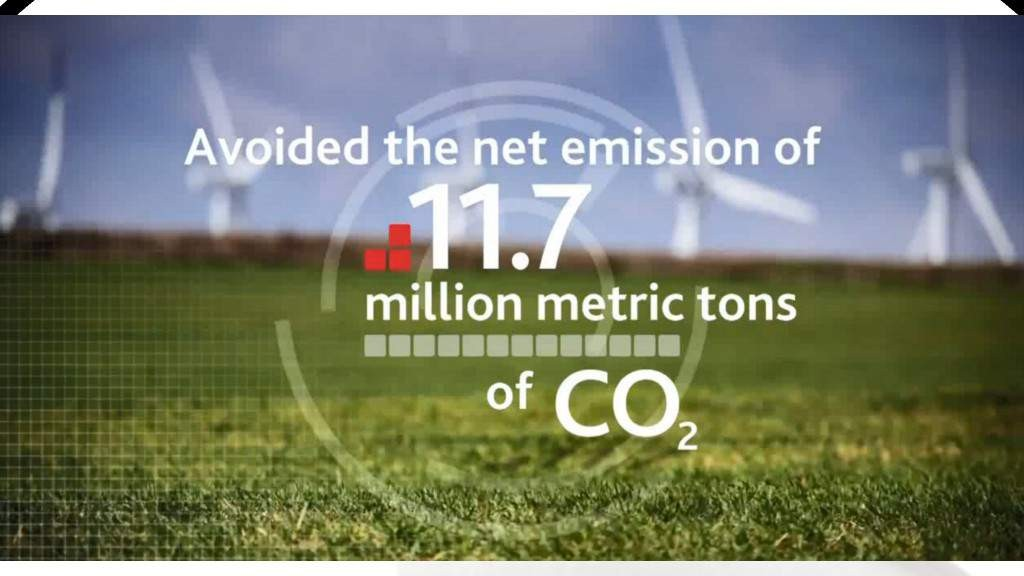 Avoided the net emission of
11.7
million metric tons
of CO₂